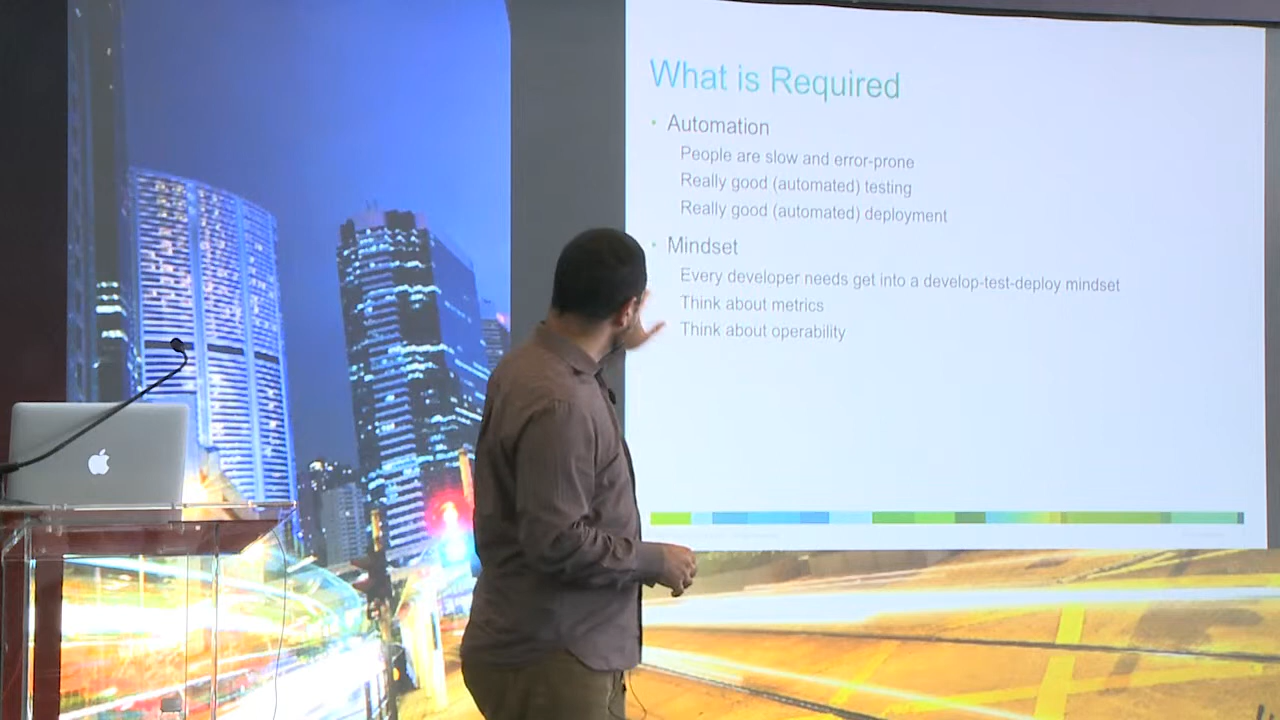 What is Required
• Automation
People are slow and error-prone
Really good (automated) testing
Really good (automated) deployment
• Mindset
Every developer needs get into a develop-test-deploy mindset
Think about metrics
Think about operability